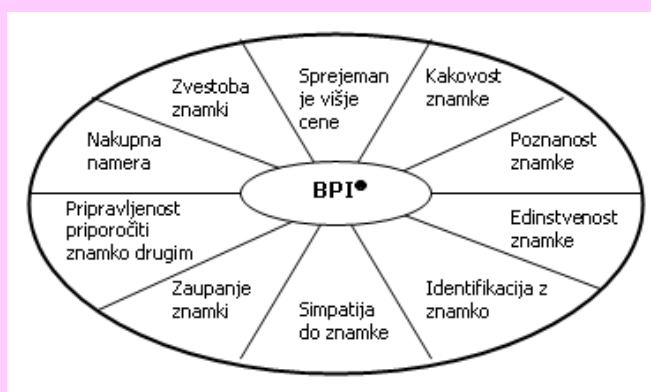 Zvestoba
znamki
Sprejeman
je višje
cene
Kakovost
znamke
Nakupna
namera
Poznanost
znamke
BPI●
Pripravljenost
priporočiti
znamko drugim
Edinstvenost
znamke
Zaupanje
znamki
Simpatija
do znamke
Identifikacija z
znamko